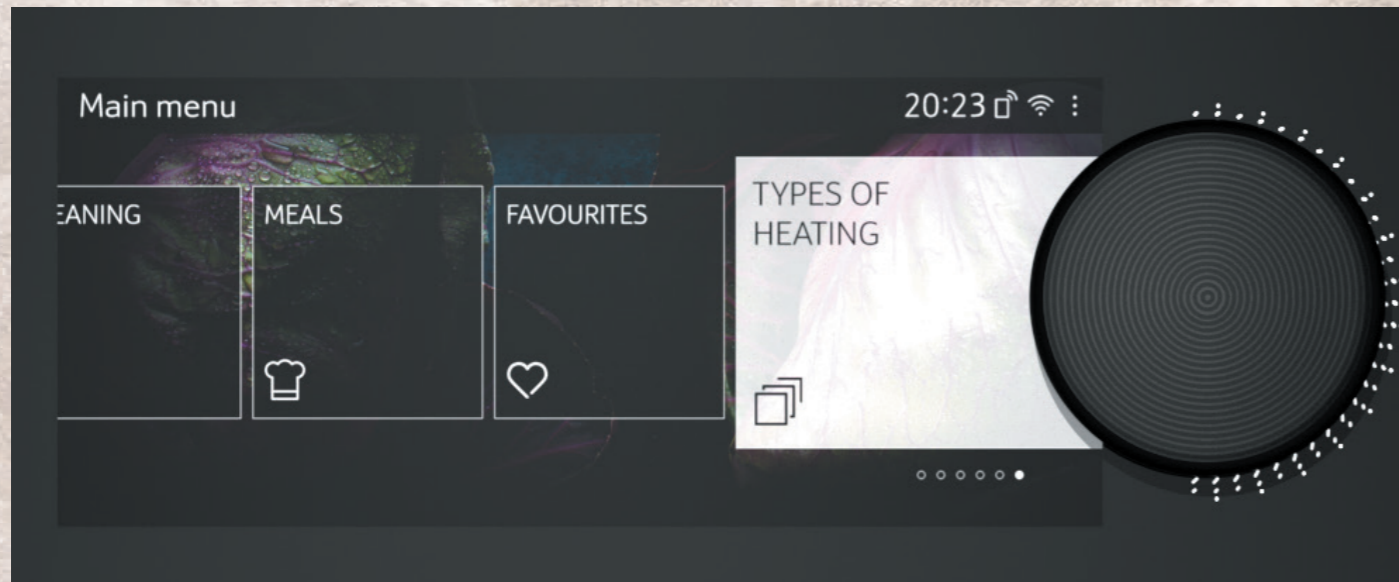 Main menu
20:23
EANING
MEALS
FAVOURITES
TYPES OF
HEATING